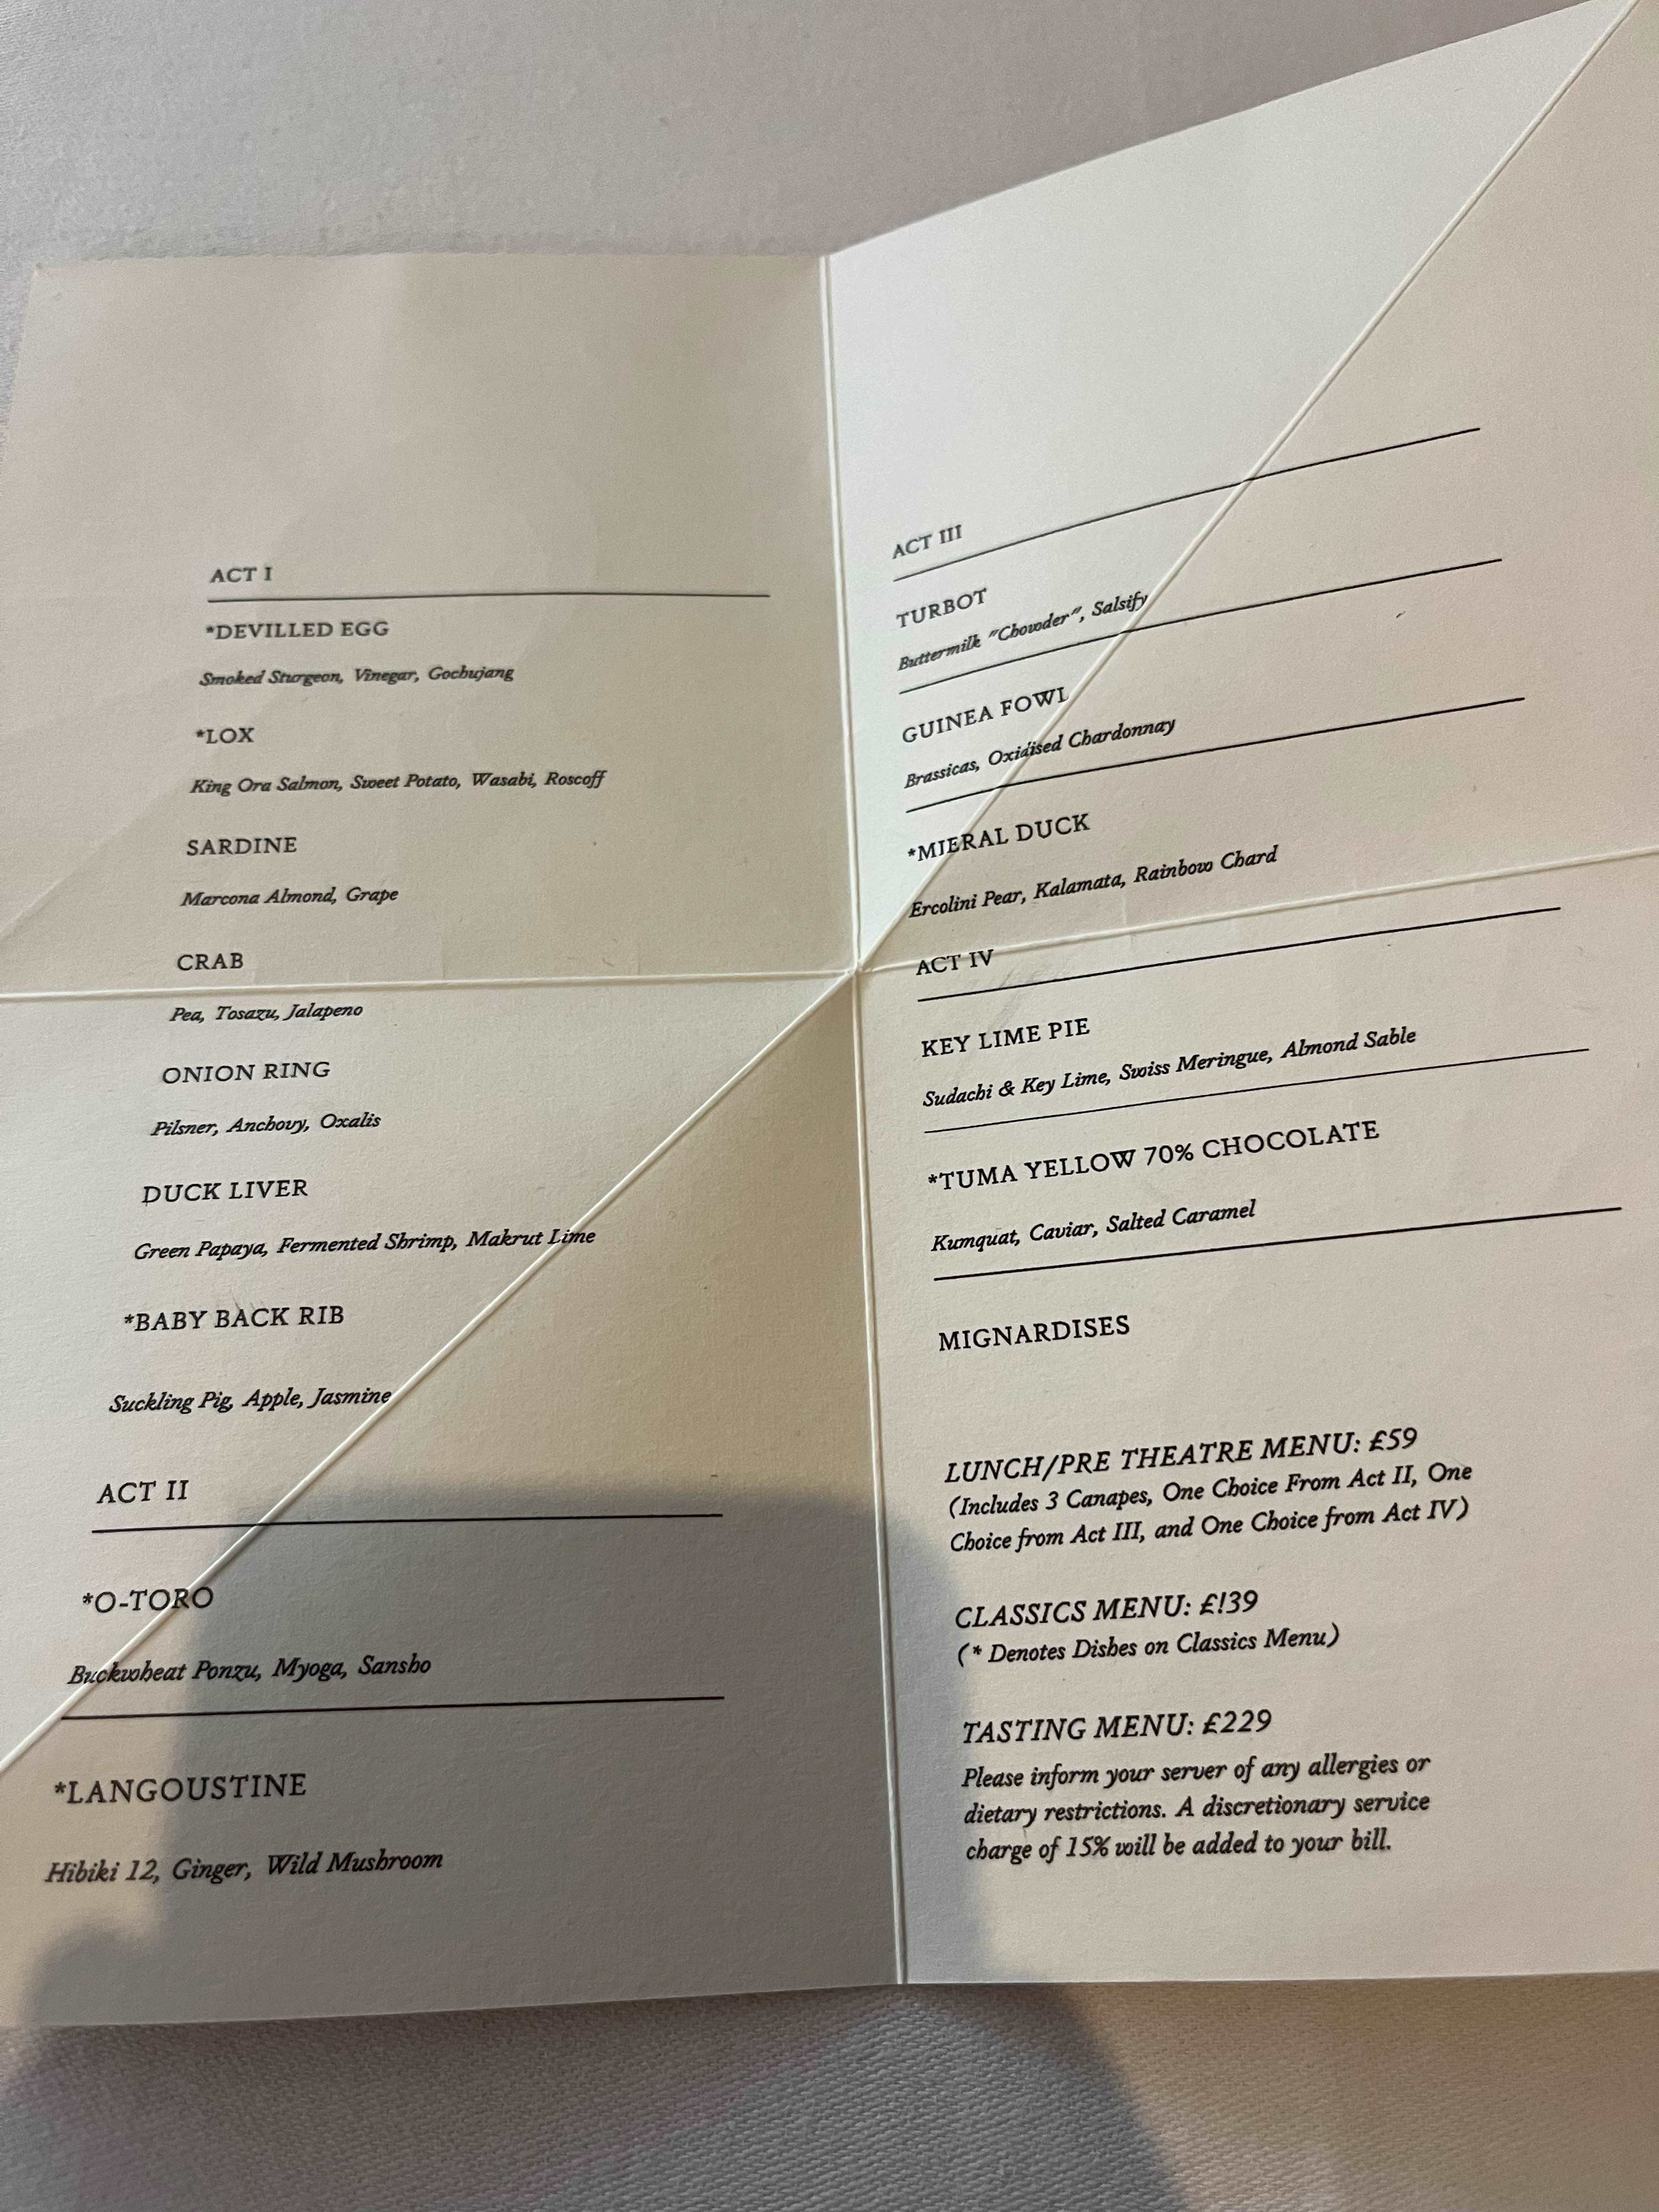 ACT I
*DEVILLED EGG
Smoked Sturgeon, Vinegar, Gochujang
*LOX
King Ora Salmon, Sweet Potato, Wasabi, Roscoff
SARDINE
Marcona Almond, Grape
CRAB
Pea, Tosazu, Jalapeno
ONION RING
Pilsner, Anchovy, Oxalis
DUCK LIVER
Green Papaya, Fermented Shrimp, Makrut Lime
*BABY BACK RIB
Suckling Pig, Apple, Jasmine
ACT II
*O-TORO
Buckwheat Ponzu, Myoga, Sansho
*LANGOUSTINE
Hibiki 12, Ginger, Wild Mushroom
ACT III
TURBOT
Buttermilk "Chowder", Salsify
GUINEA FOWL
Brassicas, Oxidised Chardonnay
*MIERAL DUCK
Ercolini Pear, Kalamata, Rainbow Chard
ACT IV
KEY LIME PIE
Sudachi & Key Lime, Swiss Meringue, Almond Sable
*TUMA YELLOW 70% CHOCOLATE
Kumquat, Caviar, Salted Caramel
MIGNARDISES
LUNCH/PRE THEATRE MENU: £59
(Includes 3 Canapes, One Choice From Act II, One
Choice from Act III, and One Choice from Act IV)
CLASSICS MENU: £!39
(* Denotes Dishes on Classics Menu)
TASTING MENU: £229
Please inform your server of any allergies or
dietary restrictions. A discretionary service
charge of 15% will be added to your bill.